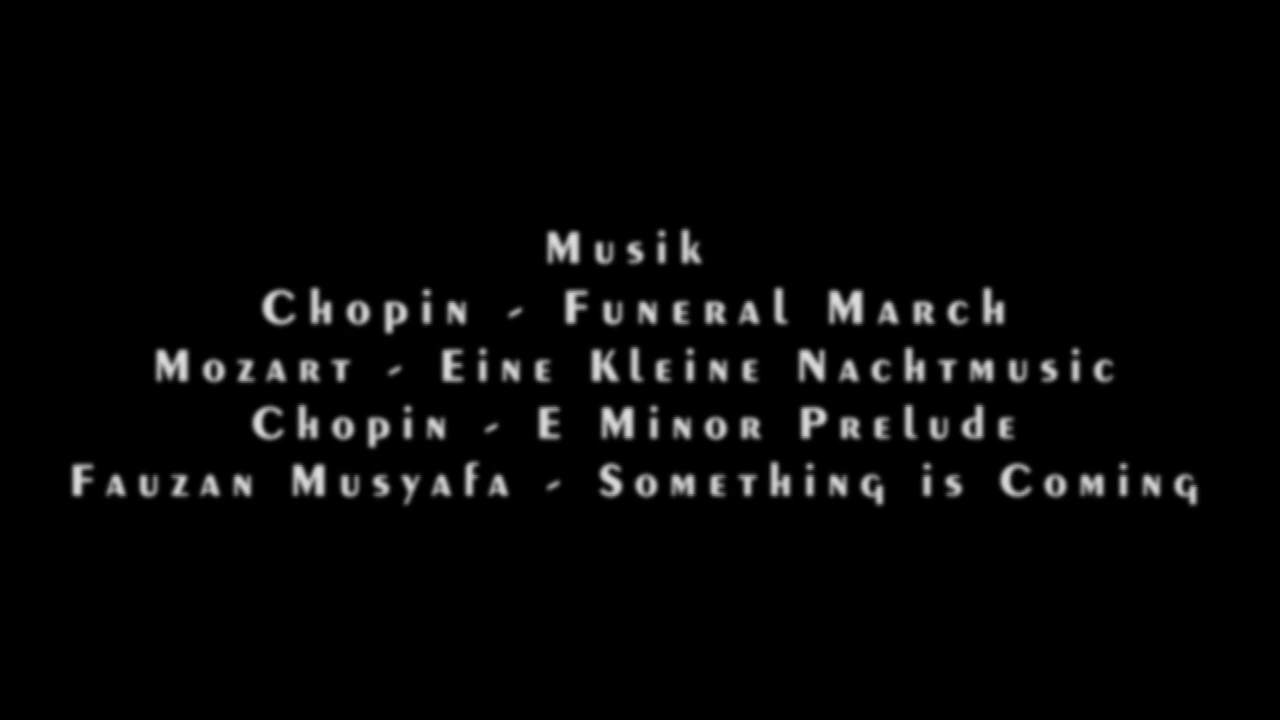 Musik
Chopin - Funeral March
Mozart - Eine Kleine Nachtmusic
Chopin - E Minor Prelude
Fauzan Musyafa - Something is Coming